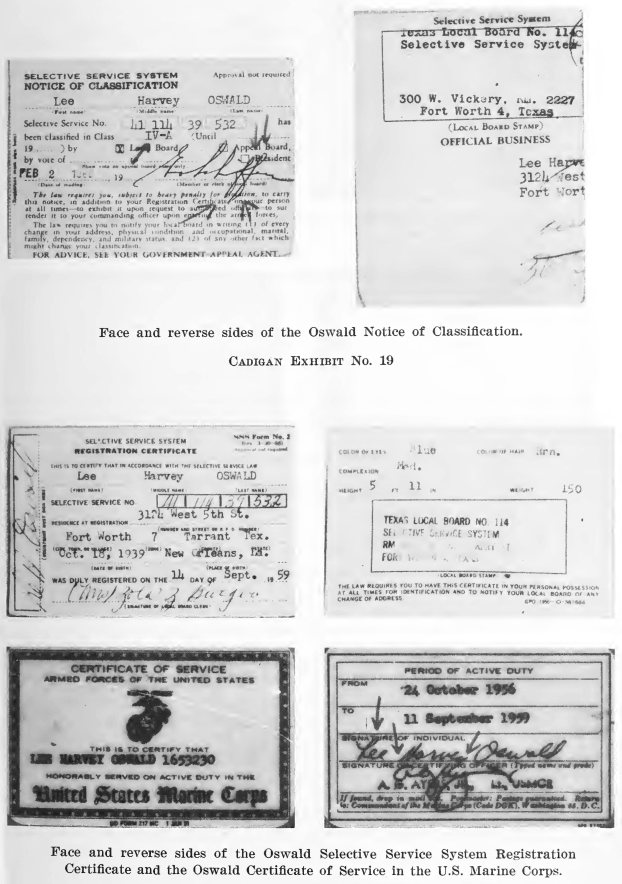 SELECTIVE SERVICE SYSTEM
Approval not required
NOTICE OF CLASSIFICATION
Lee Harvey OSWALD
(First name) (Middle name) (Last name)
Selective Service No. 41 114 39 532 has
been classified in Class IV-A (Until
19 ) by Local Board Appeal Board,
by vote of President
FEB 2 19
(Date of mailing) (Member or clerk of local board)
The law requires you, subject to heavy penalty for violation, to carry
this notice, in addition to your Registration Certificate on your person
at all times—to exhibit it upon request to authorized officials—to sur-
render it to your commanding officer upon entering the armed forces.
The law requires you to notify your local board in writing (1) of every
change in your address, physical condition and occupational, marital,
family, dependency, and military status, and (2) of any other fact which
might change your classification.
FOR ADVICE, SEE YOUR GOVERNMENT APPEAL AGENT
Selective Service System
Texas Local Board No. 114
Selective Service System
300 W. Vickery, Rm. 2227
Fort Worth 4, Texas
(LOCAL BOARD STAMP)
OFFICIAL BUSINESS
Lee Harve
3124 West
Fort Wort
Face and reverse sides of the Oswald Notice of Classification.
CADIGAN EXHIBIT NO. 19
SELECTIVE SERVICE SYSTEM
SSS Form No. 2
REGISTRATION CERTIFICATE
Approval not required
THIS IS TO CERTIFY THAT IN ACCORDANCE WITH THE SELECTIVE SERVICE LAW
Lee Harvey OSWALD
(FIRST NAME) (MIDDLE NAME) (LAST NAME)
SELECTIVE SERVICE NO. 41 114 39 532
3124 West 5th St.
RESIDENCE AT REGISTRATION (NUMBER AND STREET OR R.F.D. NUMBER)
Fort Worth 7 Tarrant Tex.
Oct. 18, 1939 New Orleans, La.
(DATE OF BIRTH) (PLACE OF BIRTH)
WAS DULY REGISTERED ON THE 14 DAY OF Sept. 19 59
(SIGNATURE OF LOCAL BOARD CLERK)
COLOR OF EYES Blue COLOR OF HAIR Brn.
COMPLEXION Med.
HEIGHT 5 FT 11 IN WEIGHT 150
TEXAS LOCAL BOARD NO. 114
SELECTIVE SERVICE SYSTEM
RM
FORT
(LOCAL BOARD STAMP)
THE LAW REQUIRES YOU TO HAVE THIS CERTIFICATE IN YOUR PERSONAL POSSESSION
AT ALL TIMES FOR IDENTIFICATION AND TO NOTIFY YOUR LOCAL BOARD OF ANY
CHANGE OF ADDRESS.
CERTIFICATE OF SERVICE
ARMED FORCES OF THE UNITED STATES
THIS IS TO CERTIFY THAT
LEE HARVEY OSWALD 1653230
HONORABLY SERVED ON ACTIVE DUTY IN THE
United States Marine Corps
DD FORM 217 MC
PERIOD OF ACTIVE DUTY
FROM
24 October 1956
TO
11 September 1959
SIGNATURE OF INDIVIDUAL
Lee Harvey Oswald
SIGNATURE OF CERTIFYING OFFICER (Typed name and grade)
USMCR
If found, drop in mail box. Postmaster: Postage guaranteed. Return
to: Commandant of the Marine Corps (Code DGK), Washington 25, D.C.
Face and reverse sides of the Oswald Selective Service System Registration
Certificate and the Oswald Certificate of Service in the U.S. Marine Corps.